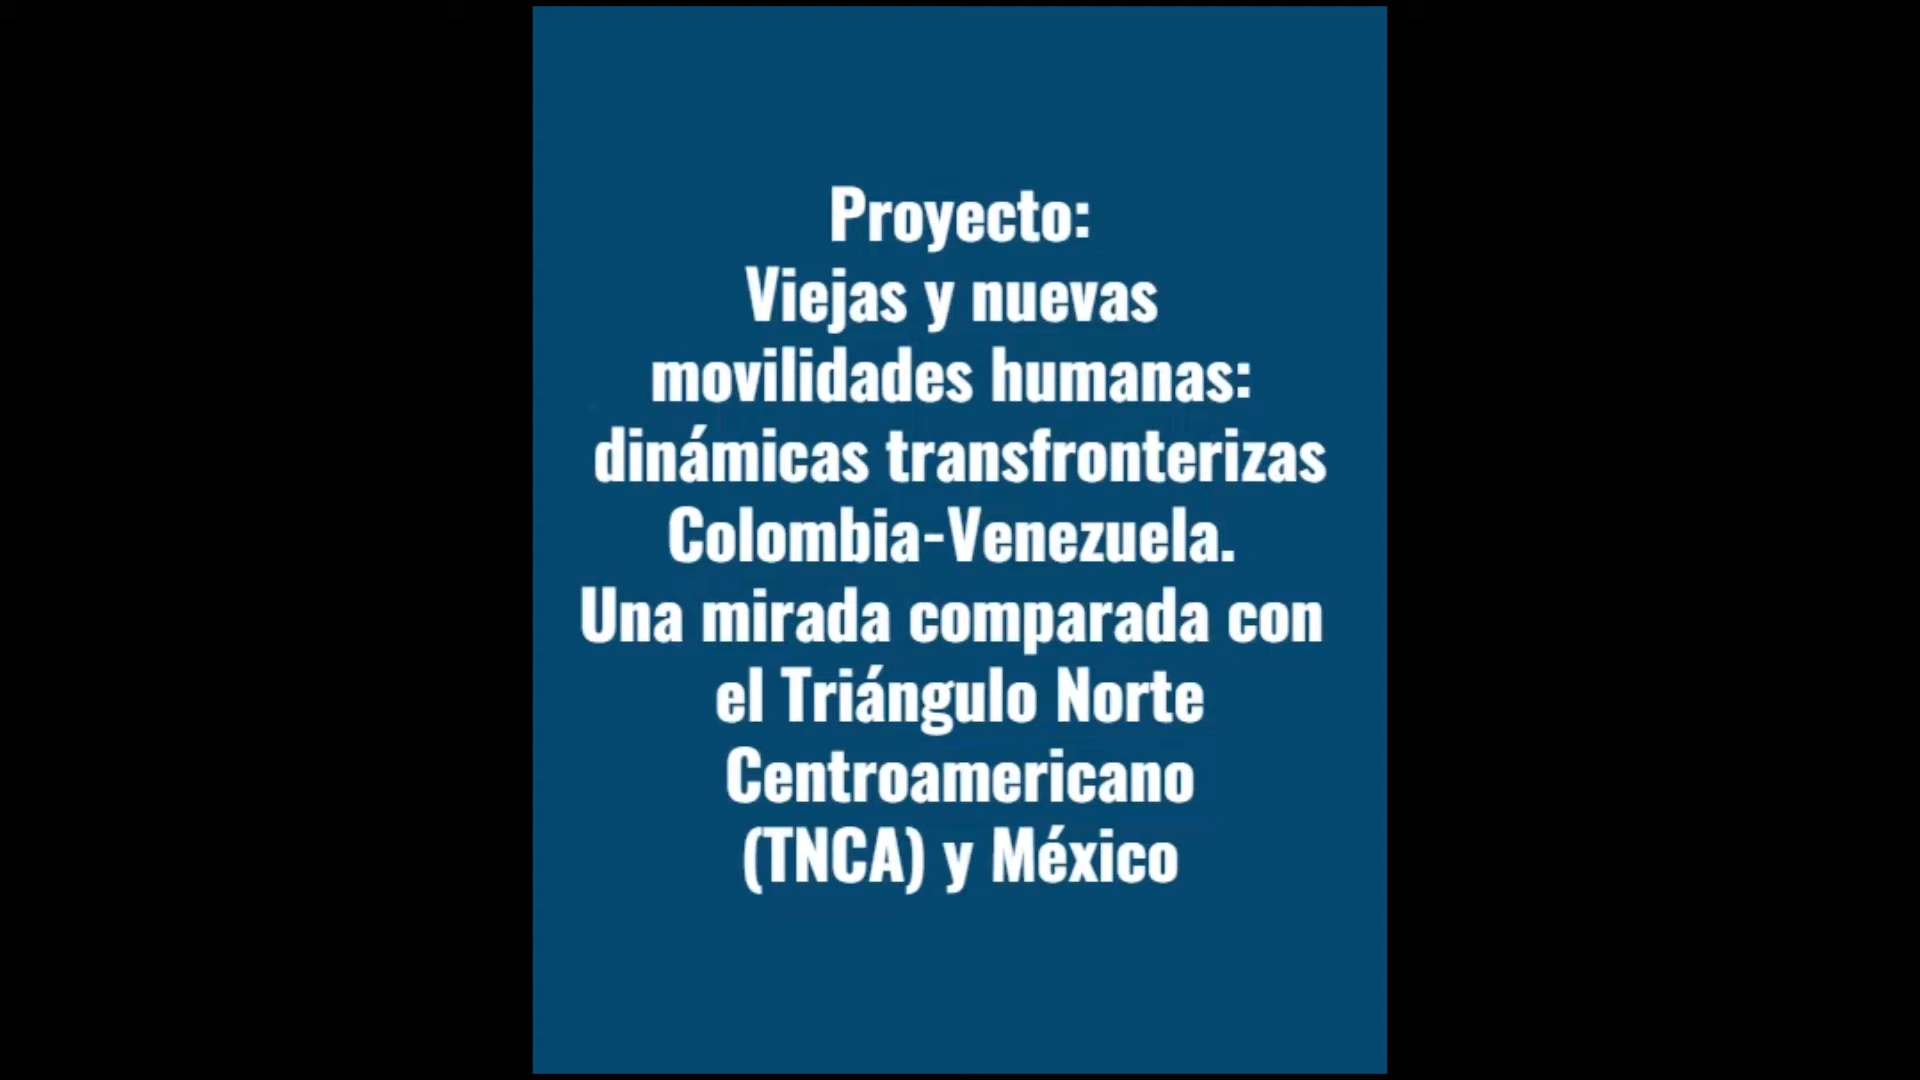 Proyecto:
Viejas y nuevas
movilidades humanas:
dinámicas transfronterizas
Colombia-Venezuela.
Una mirada comparada con
el Triángulo Norte
Centroamericano
(TNCA) y México